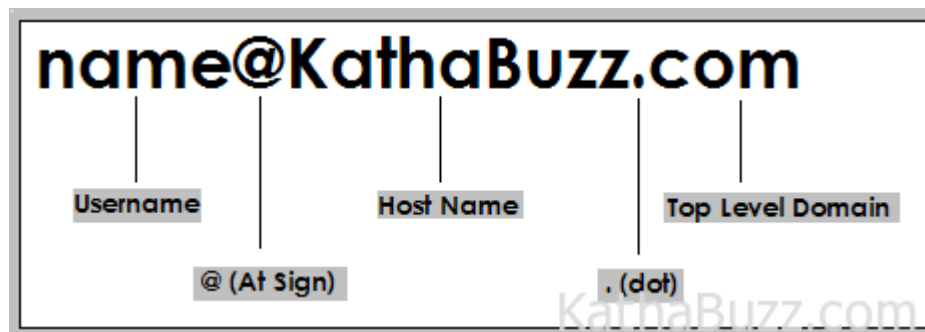 name@KathaBuzz.com
Username
Host Name
Top Level Domain
@ (At Sign)
. (dot)
KathaBuzz.com